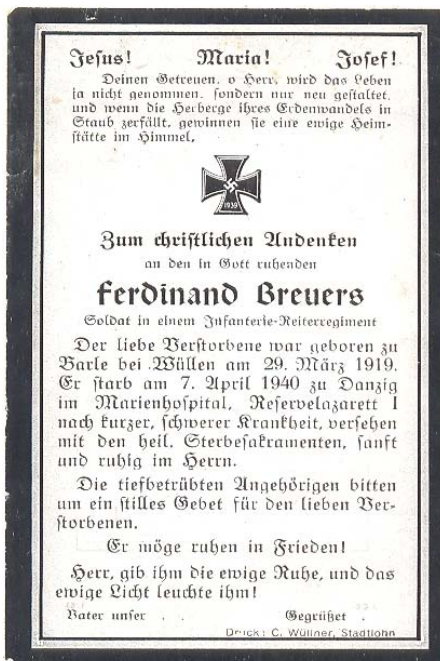 Jesus! Maria! Josef!
Deinen Getreuen, o Herr, wird das Leben
ja nicht genommen, sondern nur neu gestaltet,
und wenn die Herberge ihres Erdenwandels in
Staub zerfällt, gewinnen sie eine ewige Heim-
stätte im Himmel.
1939
Zum christlichen Andenken
an den in Gott ruhenden
Ferdinand Breuers
Soldat in einem Infanterie-Reiterregiment
Der liebe Verstorbene war geboren zu
Barle bei Wüllen am 29. März 1919.
Er starb am 7. April 1940 zu Danzig
im Marienhospital, Reservelazarett I
nach kurzer, schwerer Krankheit, versehen
mit den heil. Sterbesakramenten, sanft
und ruhig im Herrn.
Die tiefbetrübten Angehörigen bitten
um ein stilles Gebet für den lieben Ver-
storbenen.
Er möge ruhen in Frieden!
Herr, gib ihm die ewige Ruhe, und das
ewige Licht leuchte ihm!
Vater unser . . Gegrüßet .
Druck: C. Wüllner, Stadtlohn